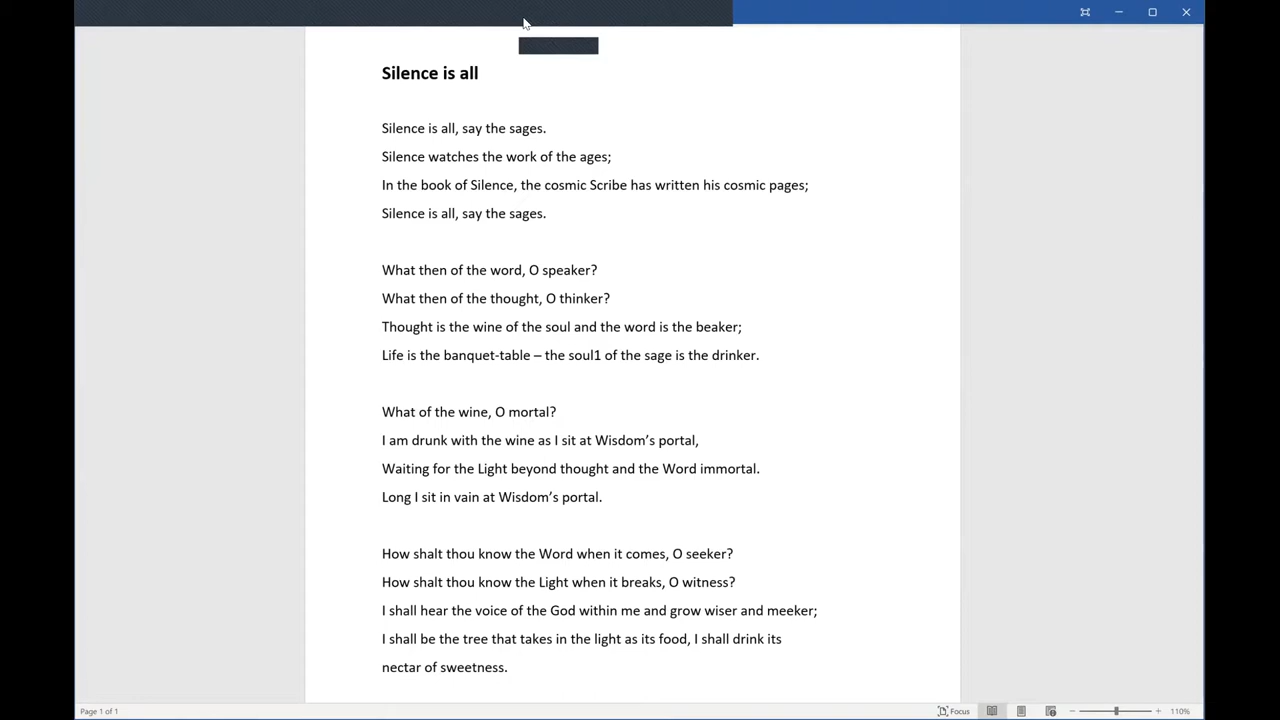 Silence is all
Silence is all, say the sages.
Silence watches the work of the ages;
In the book of Silence, the cosmic Scribe has written his cosmic pages;
Silence is all, say the sages.
What then of the word, O speaker?
What then of the thought, O thinker?
Thought is the wine of the soul and the word is the beaker;
Life is the banquet-table – the soul1 of the sage is the drinker.
What of the wine, O mortal?
I am drunk with the wine as I sit at Wisdom’s portal,
Waiting for the Light beyond thought and the Word immortal.
Long I sit in vain at Wisdom’s portal.
How shalt thou know the Word when it comes, O seeker?
How shalt thou know the Light when it breaks, O witness?
I shall hear the voice of the God within me and grow wiser and meeker;
I shall be the tree that takes in the light as its food, I shall drink its
nectar of sweetness.
Page 1 of 1 Focus 110%